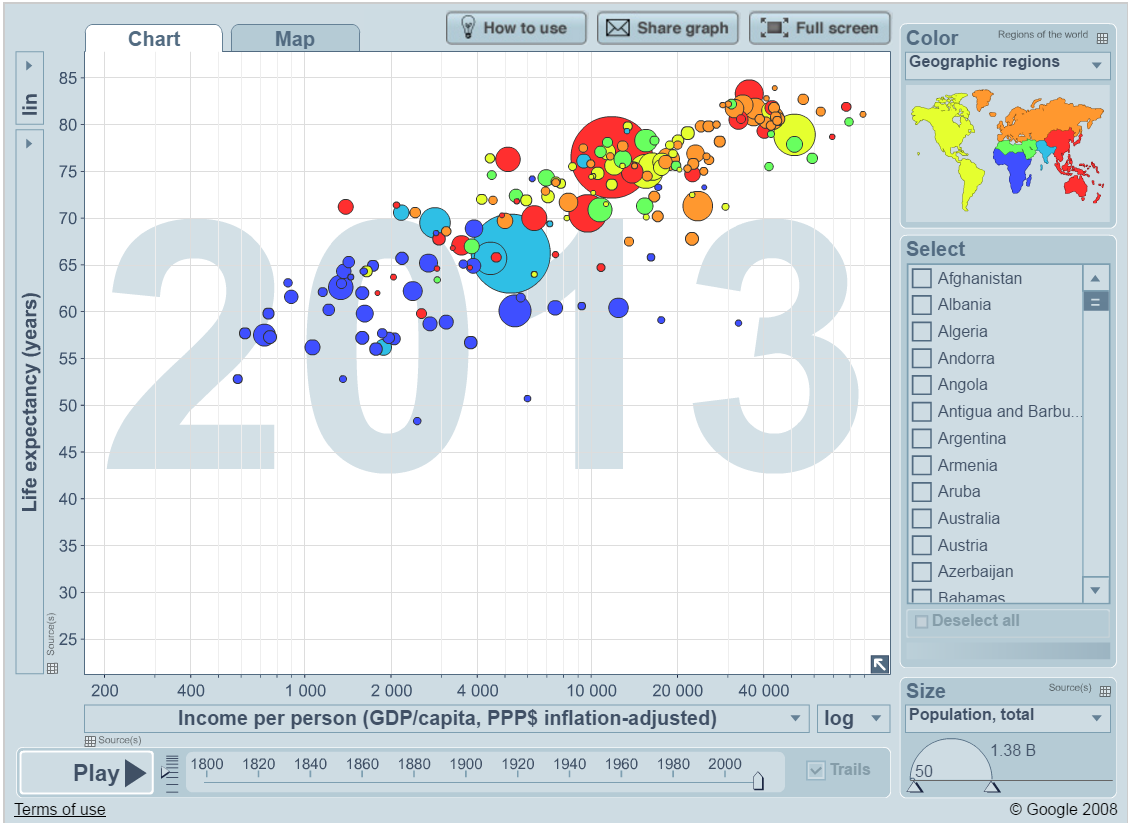 How to use
Share graph
Full screen
Chart
Map
Color
Regions of the world
Geographic regions
lin
Life expectancy (years)
Source(s)
85
80
75
70
65
60
55
50
45
40
35
30
25
2013
200
400
1 000
2 000
4 000
10 000
20 000
40 000
Income per person (GDP/capita, PPP$ inflation-adjusted)
log
Source(s)
Select
Afghanistan
Albania
Algeria
Andorra
Angola
Antigua and Barbu...
Argentina
Armenia
Aruba
Australia
Austria
Azerbaijan
Bahamas
Deselect all
Size
Source(s)
Population, total
1.38 B
50
Play
1800
1820
1840
1860
1880
1900
1920
1940
1960
1980
2000
Trails
Terms of use
© Google 2008